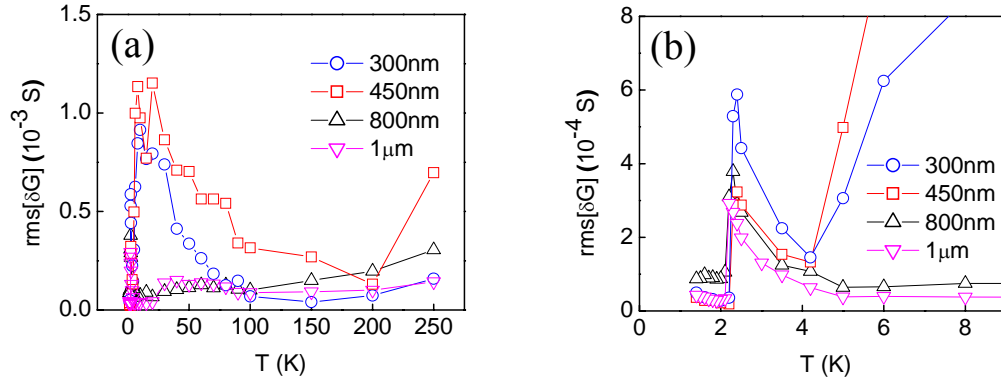 (a)
rms[δG] (10⁻³ S)
1.5
1.0
0.5
0.0
300nm
450nm
800nm
1μm
0 50 100 150 200 250
T (K)
(b)
rms[δG] (10⁻⁴ S)
8
6
4
2
0
300nm
450nm
800nm
1μm
0 2 4 6 8
T (K)